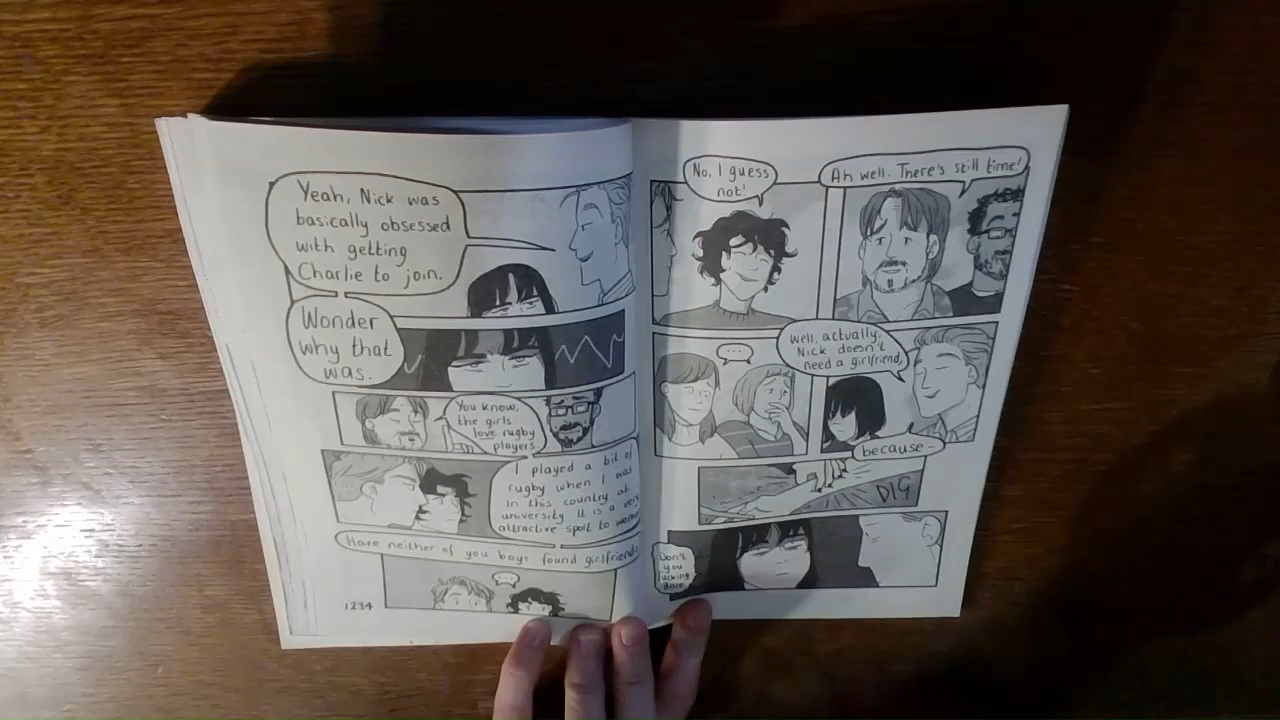 Yeah, Nick was
basically obsessed
with getting
Charlie to join.
Wonder
why that
was.
You know,
the girls
love rugby
players.
I played a bit of
rugby when I was
in this country at
university. It is a very
attractive sport to women.
Have neither of you boys found girlfriends
...
1234
No, I guess
not!
Ah well. There's still time!
...
Well, actually,
Nick doesn't
need a girlfriend,
because-
DIG
Don't
you
ucking
dare